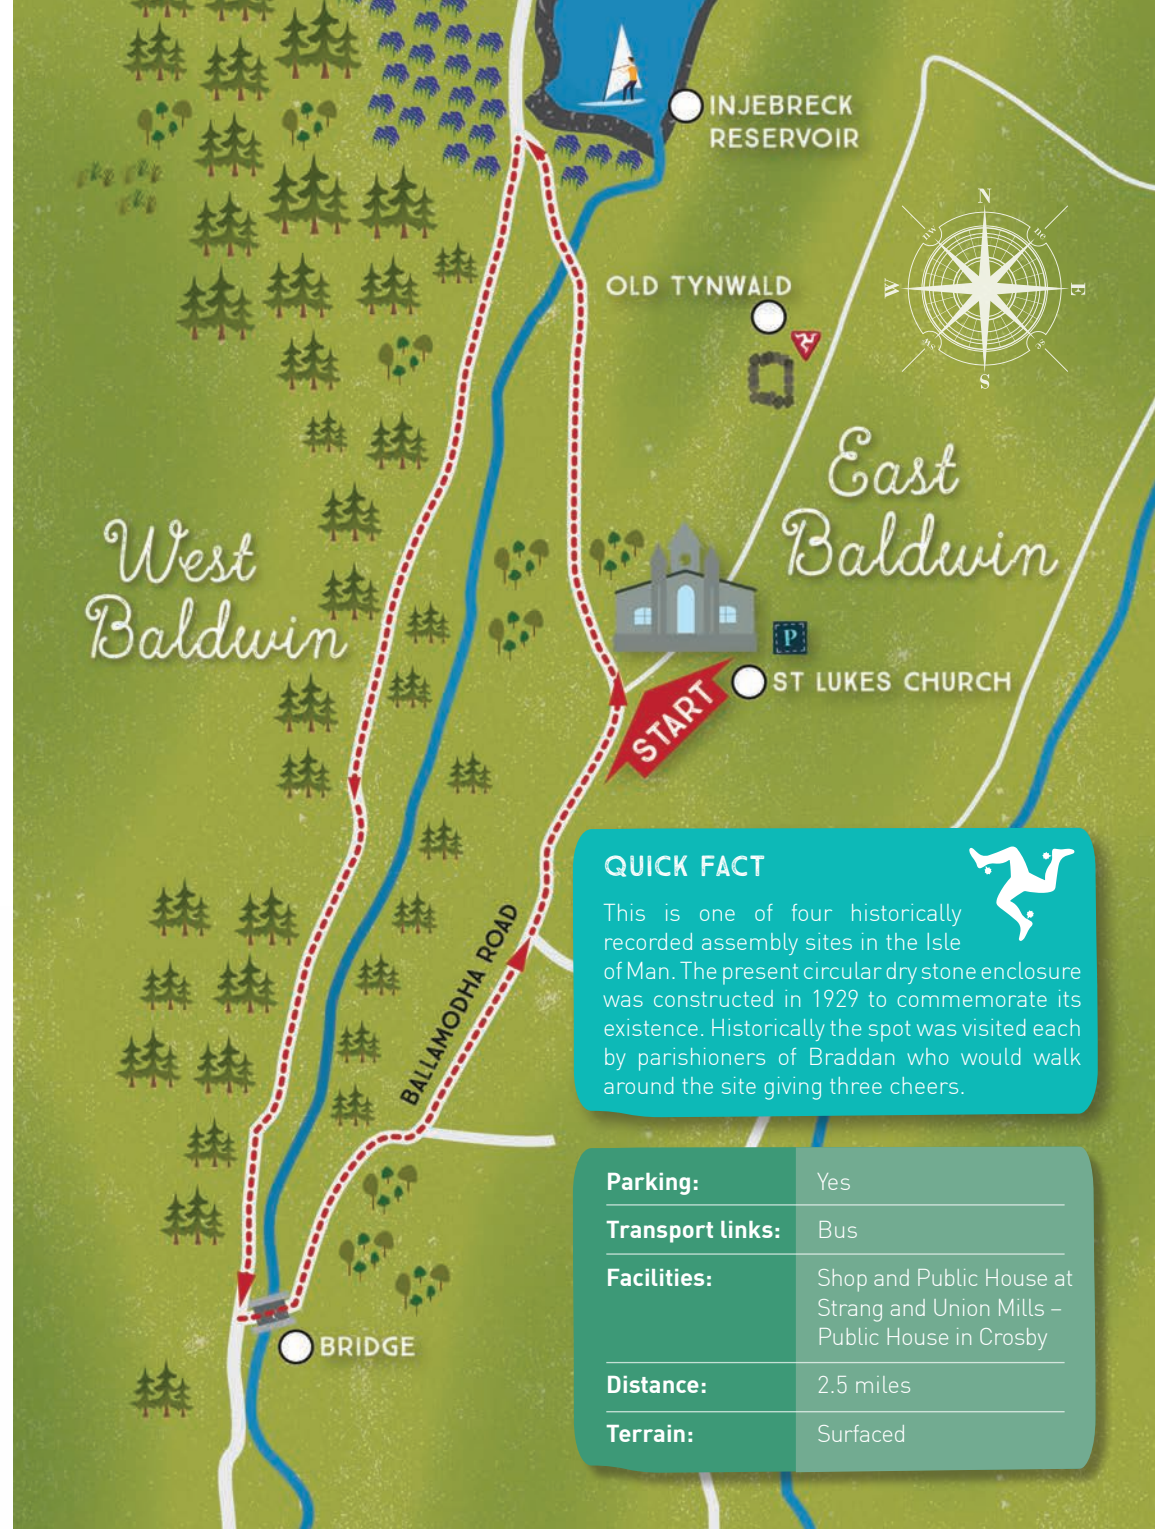 INJEBRECK
RESERVOIR
N
nw
ne
W
E
sw
se
S
OLD TYNWALD
East
Baldwin
West
Baldwin
P
ST LUKES CHURCH
START
BALLAMODHA ROAD
QUICK FACT
This is one of four historically
recorded assembly sites in the Isle
of Man. The present circular dry stone enclosure
was constructed in 1929 to commemorate its
existence. Historically the spot was visited each
by parishioners of Braddan who would walk
around the site giving three cheers.
Parking: Yes
Transport links: Bus
Facilities: Shop and Public House at
Strang and Union Mills –
Public House in Crosby
Distance: 2.5 miles
Terrain: Surfaced
BRIDGE